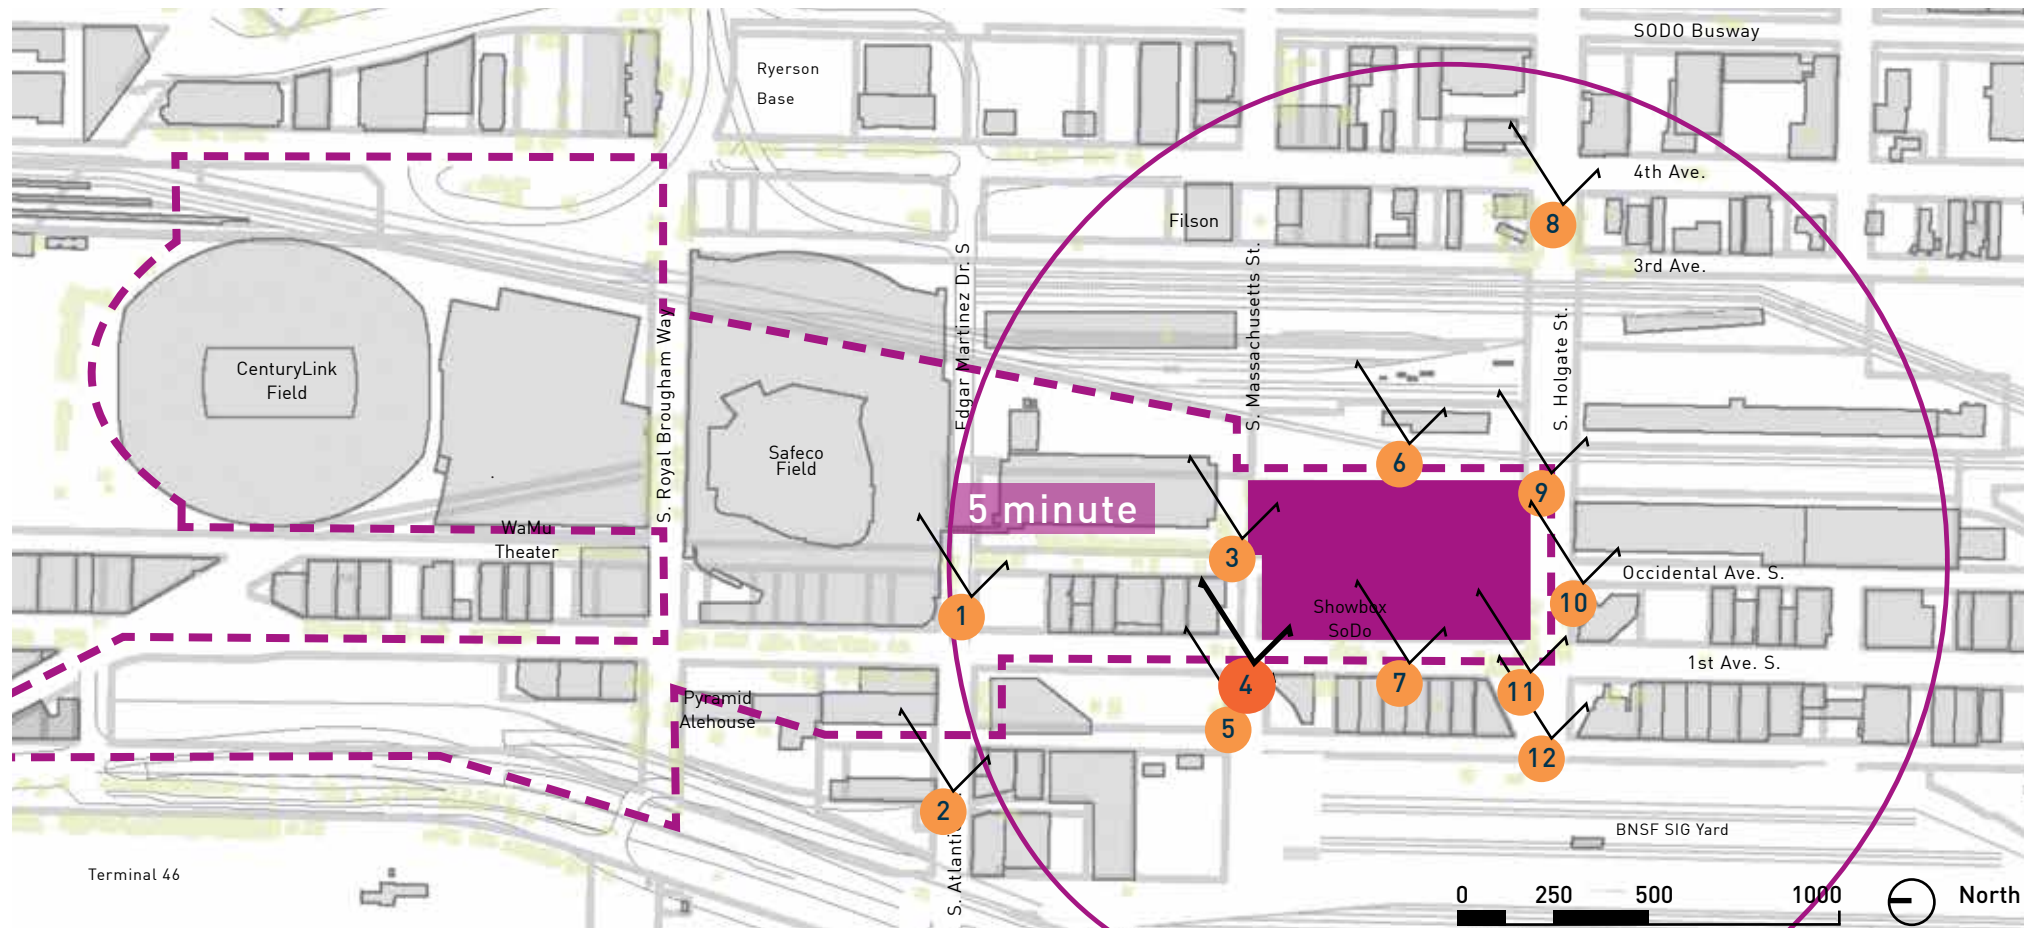 SODO Busway
Ryerson
Base
4th Ave.
Filson
8
3rd Ave.
Edgar Martinez Dr. S
S. Massachusetts St.
S. Royal Brougham Way
S. Holgate St.
CenturyLink
Field
Safeco
Field
6
9
5 minute
WaMu
Theater
3
Occidental Ave. S.
10
1
Showbox
SoDo
1st Ave. S.
4
7
11
Pyramid
Alehouse
5
12
2
S. Atlantic
BNSF SIG Yard
Terminal 46
0 250 500 1000
North